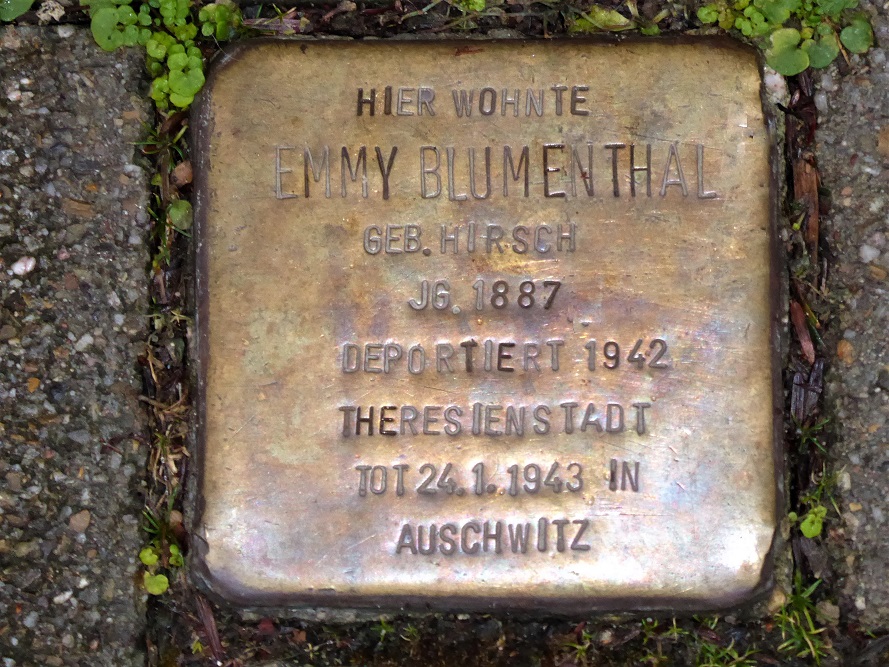 HIER WOHNTE
EMMY BLUMENTHAL
GEB. HIRSCH
JG. 1887
DEPORTIERT 1942
THERESIENSTADT
TOT 24.1.1943 IN
AUSCHWITZ